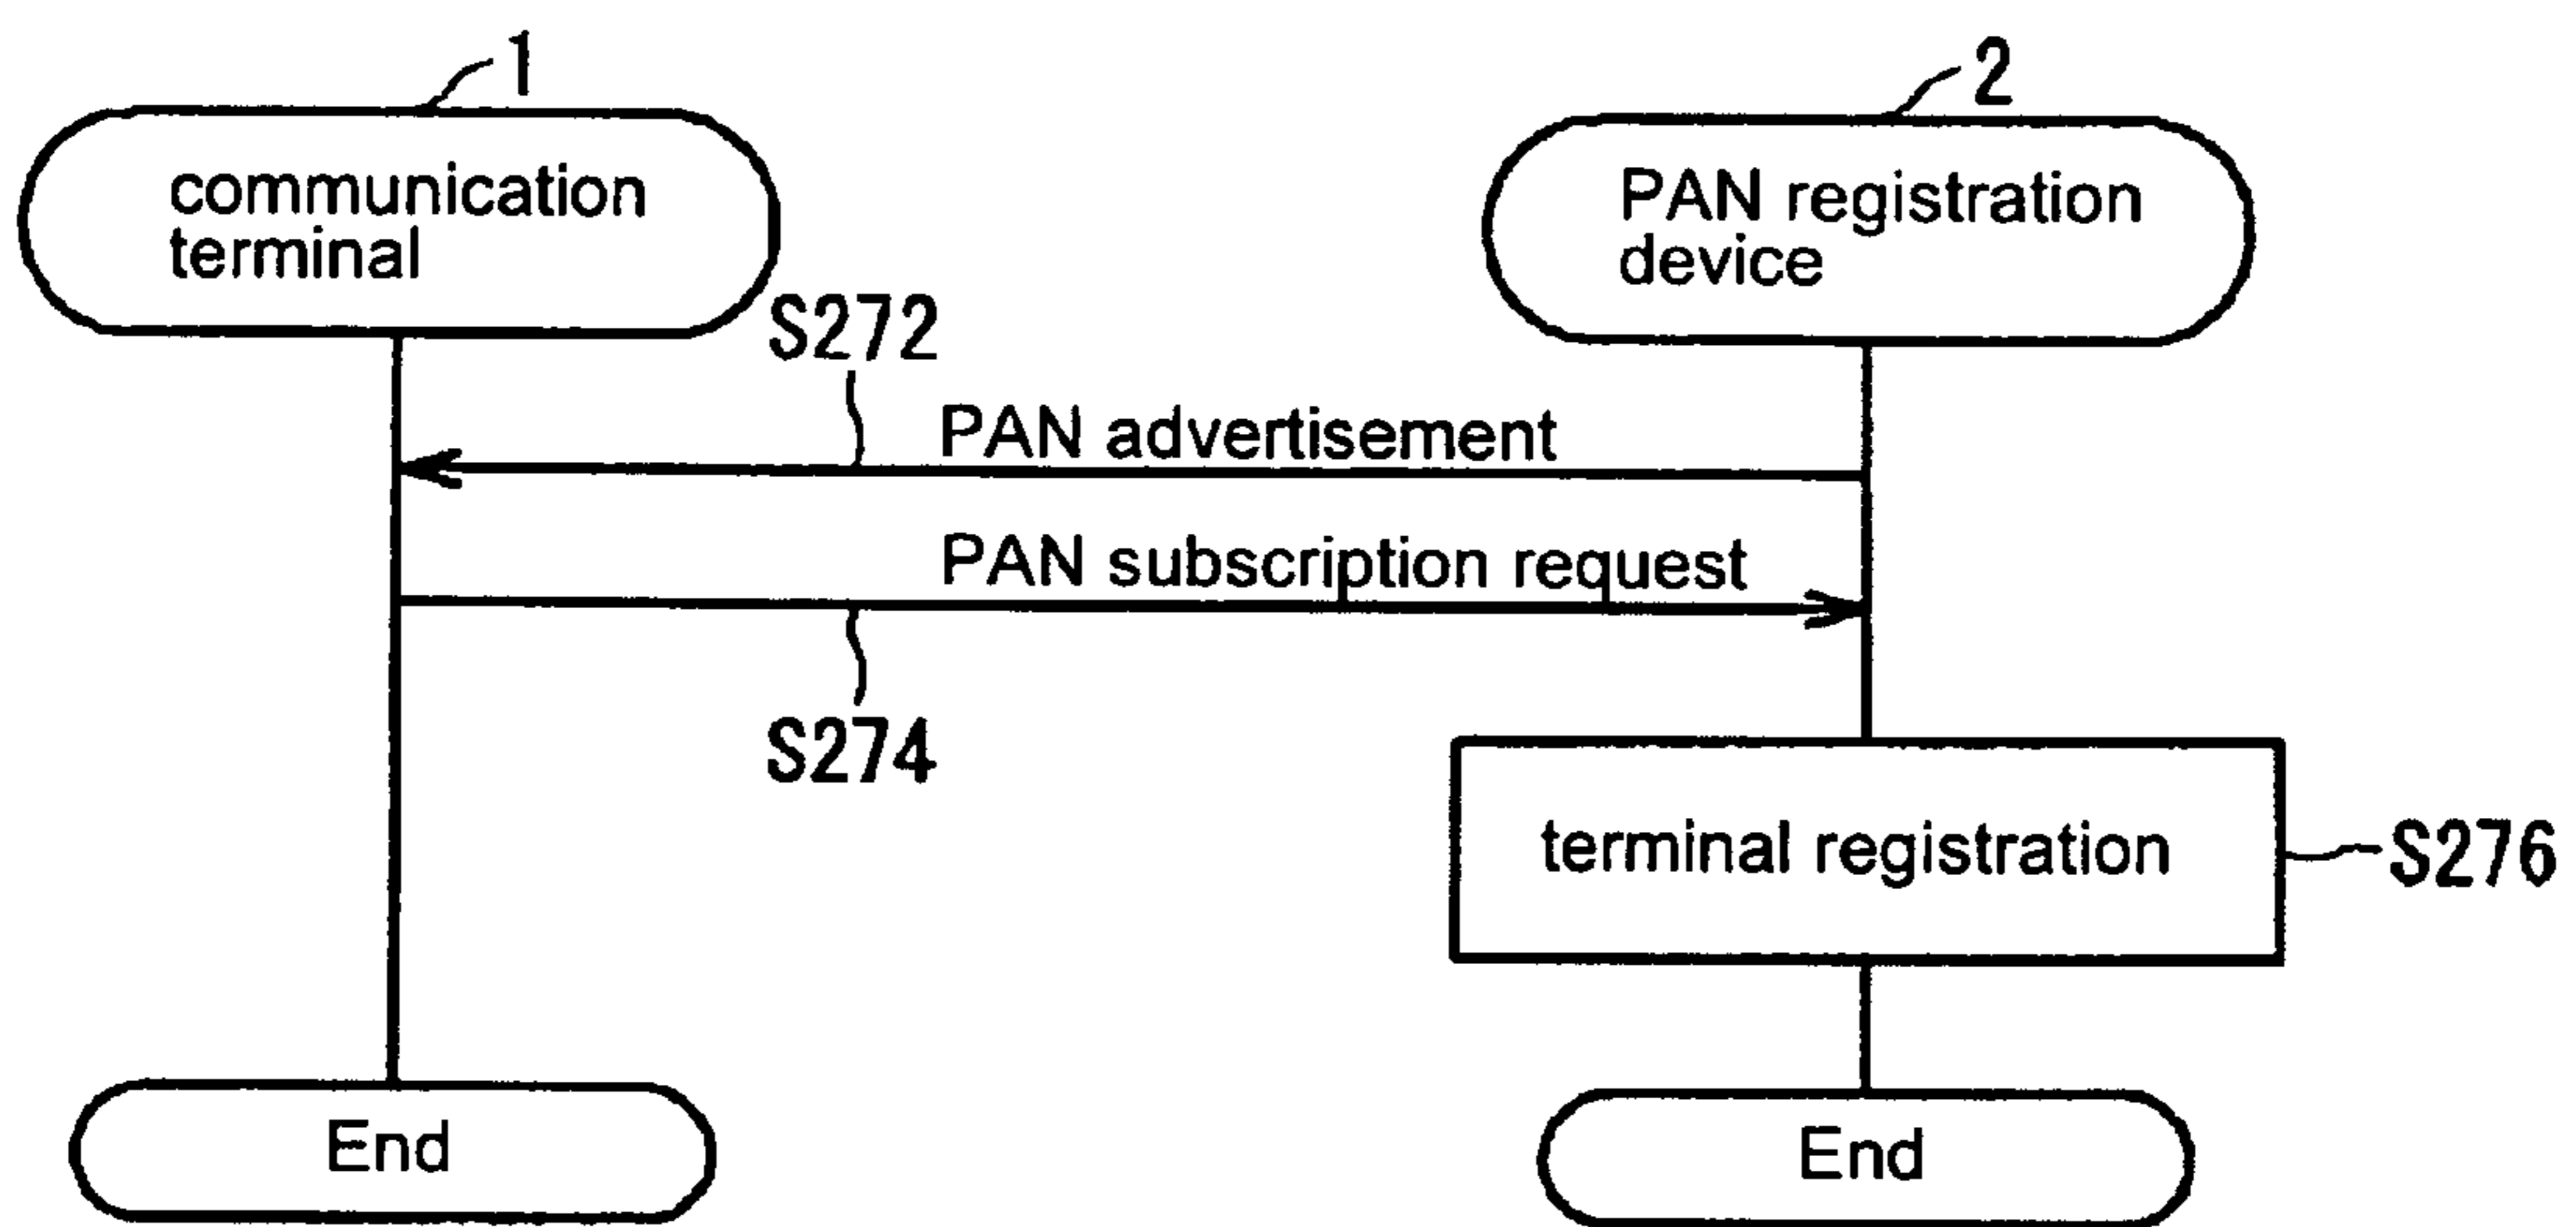 1
2
communication
terminal
PAN registration
device
S272
PAN advertisement
PAN subscription request
S274
terminal registration
S276
End
End